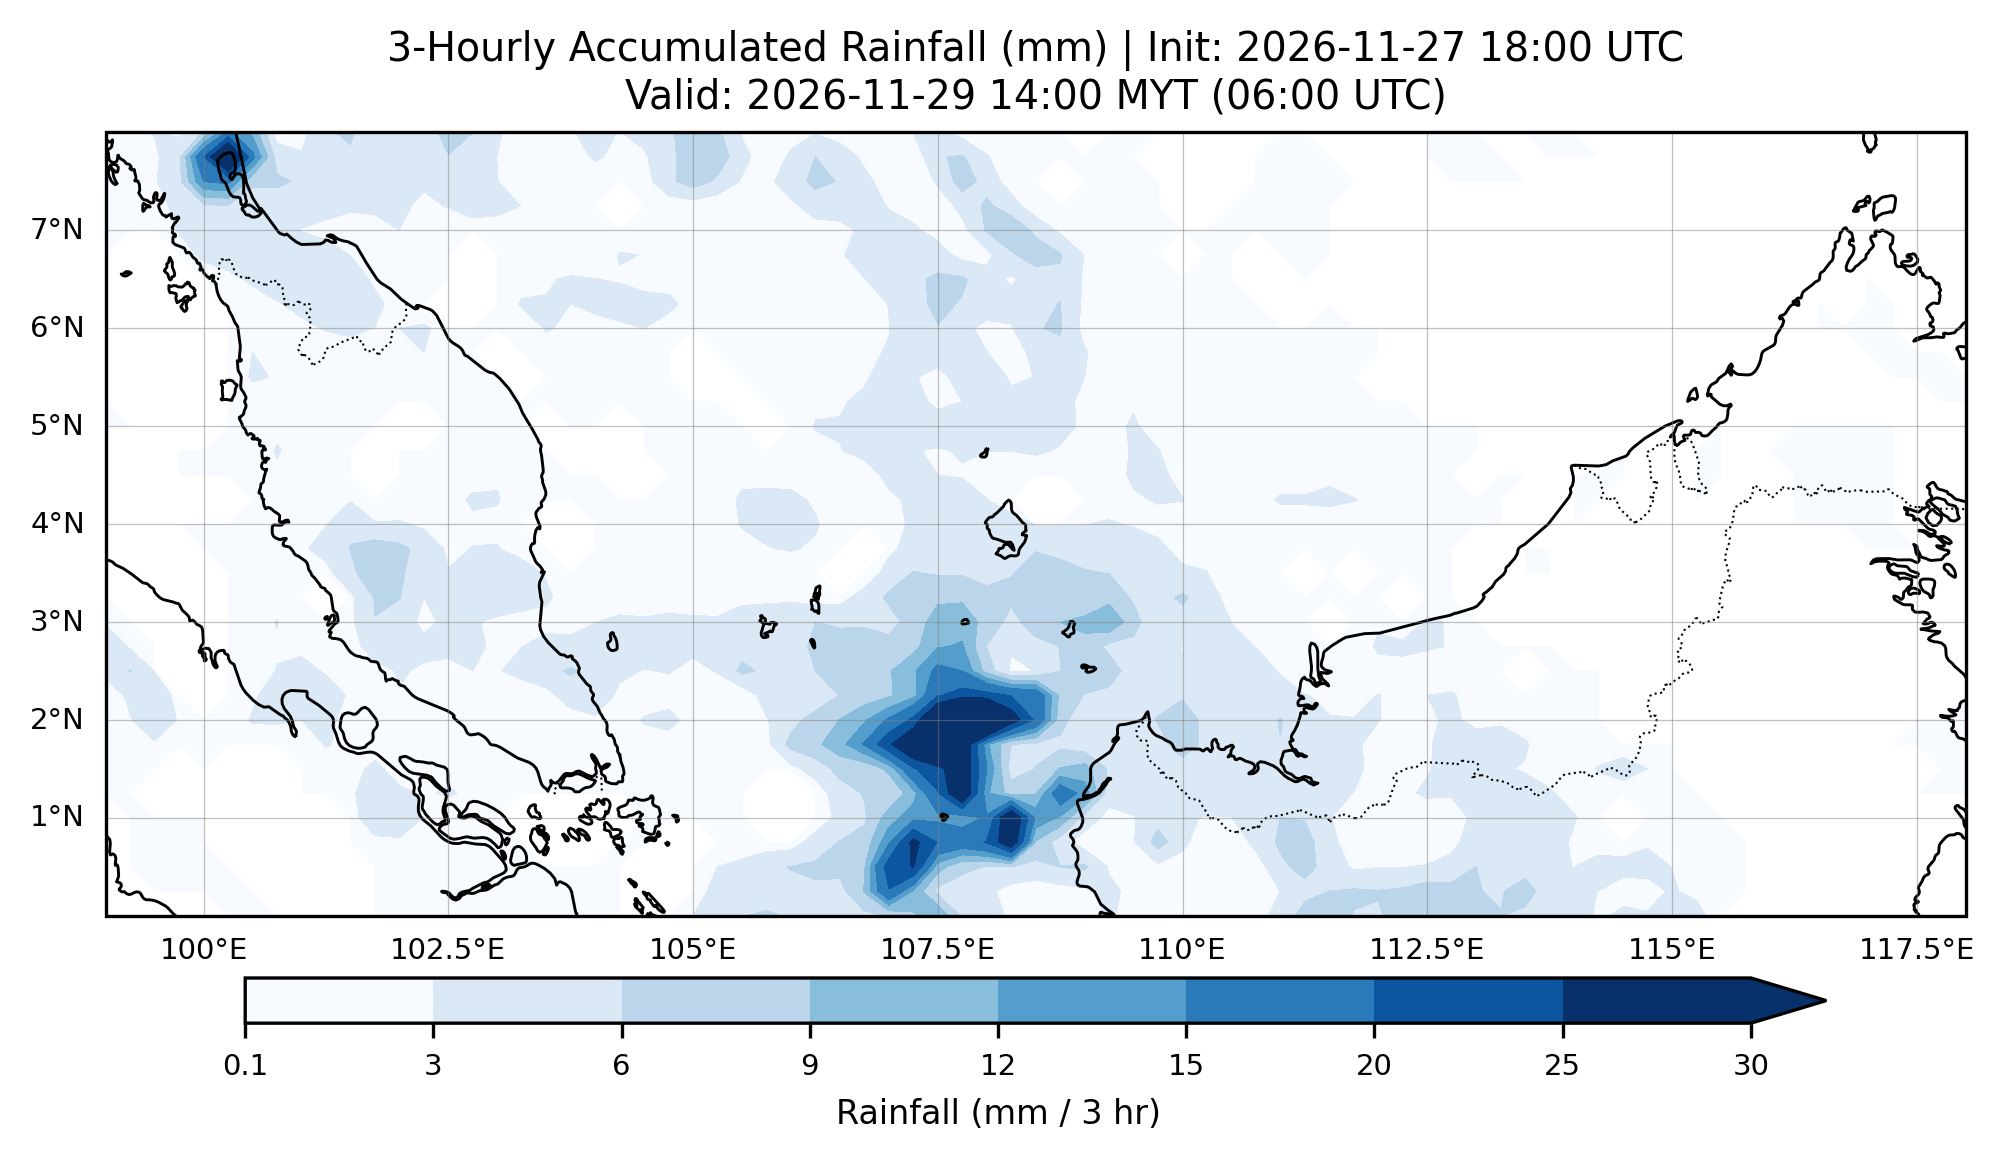 3-Hourly Accumulated Rainfall (mm) | Init: 2026-11-27 18:00 UTC
Valid: 2026-11-29 14:00 MYT (06:00 UTC)
7°N
6°N
5°N
4°N
3°N
2°N
1°N
100°E 102.5°E 105°E 107.5°E 110°E 112.5°E 115°E 117.5°E
0.1 3 6 9 12 15 20 25 30
Rainfall (mm / 3 hr)